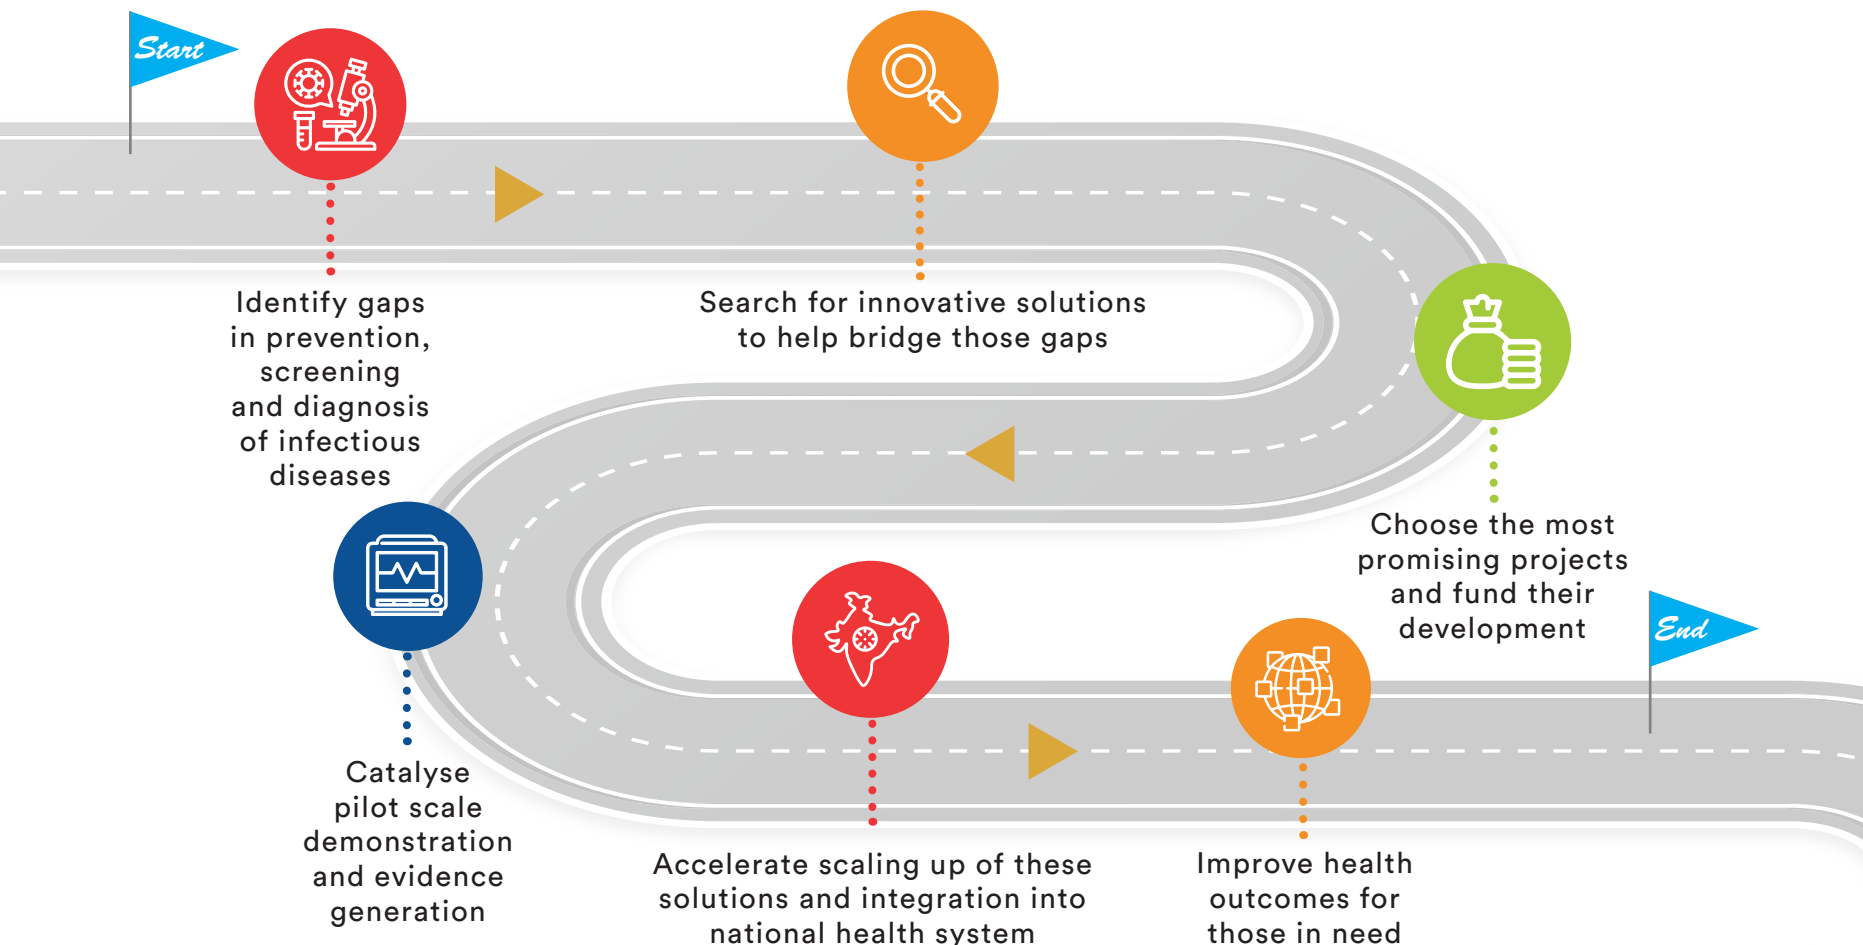 Start
Identify gaps
in prevention,
screening
and diagnosis
of infectious
diseases
Search for innovative solutions
to help bridge those gaps
Choose the most
promising projects
and fund their
development
Catalyse
pilot scale
demonstration
and evidence
generation
Accelerate scaling up of these
solutions and integration into
national health system
Improve health
outcomes for
those in need
End